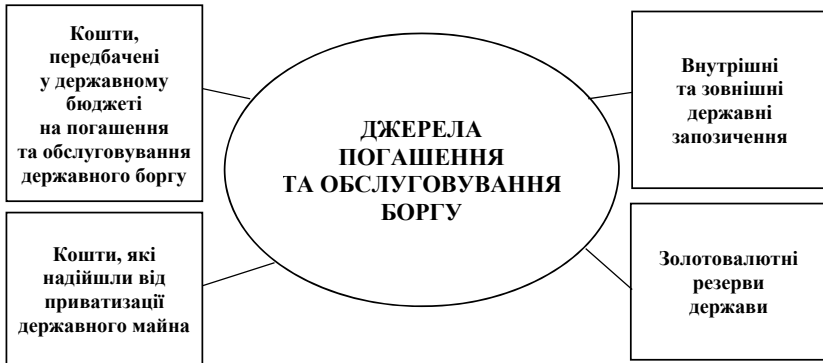 Кошти,
передбачені
у державному
бюджеті
на погашення
та обслуговування
державного боргу
Кошти, які
надійшли від
приватизації
державного майна
ДЖЕРЕЛА
ПОГАШЕННЯ
ТА ОБСЛУГОВУВАННЯ
БОРГУ
Внутрішні
та зовнішні
державні
запозичення
Золотовалютні
резерви
держави